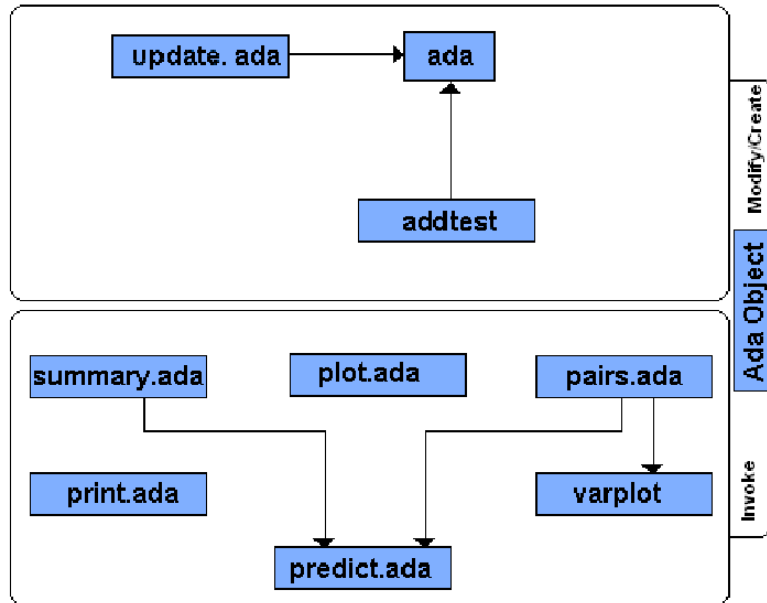 update. ada
ada
addtest
Modify/Create
Ada Object
summary.ada
plot.ada
pairs.ada
print.ada
varplot
Invoke
predict.ada